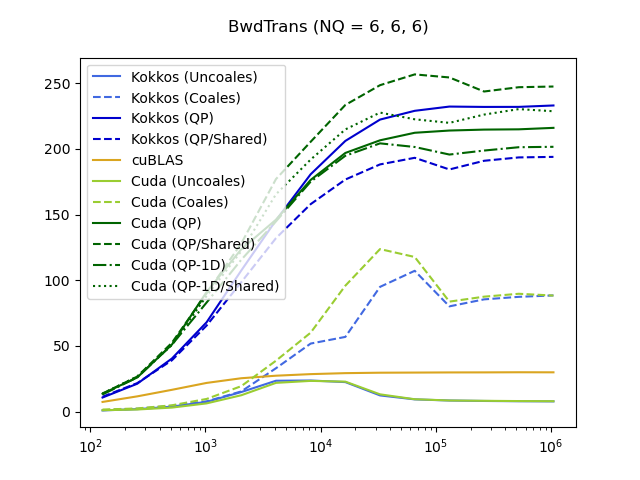 BwdTrans (NQ = 6, 6, 6)
250
200
150
100
50
0
Kokkos (Uncoales)
Kokkos (Coales)
Kokkos (QP)
Kokkos (QP/Shared)
cuBLAS
Cuda (Uncoales)
Cuda (Coales)
Cuda (QP)
Cuda (QP/Shared)
Cuda (QP-1D)
Cuda (QP-1D/Shared)
10² 10³ 10⁴ 10⁵ 10⁶